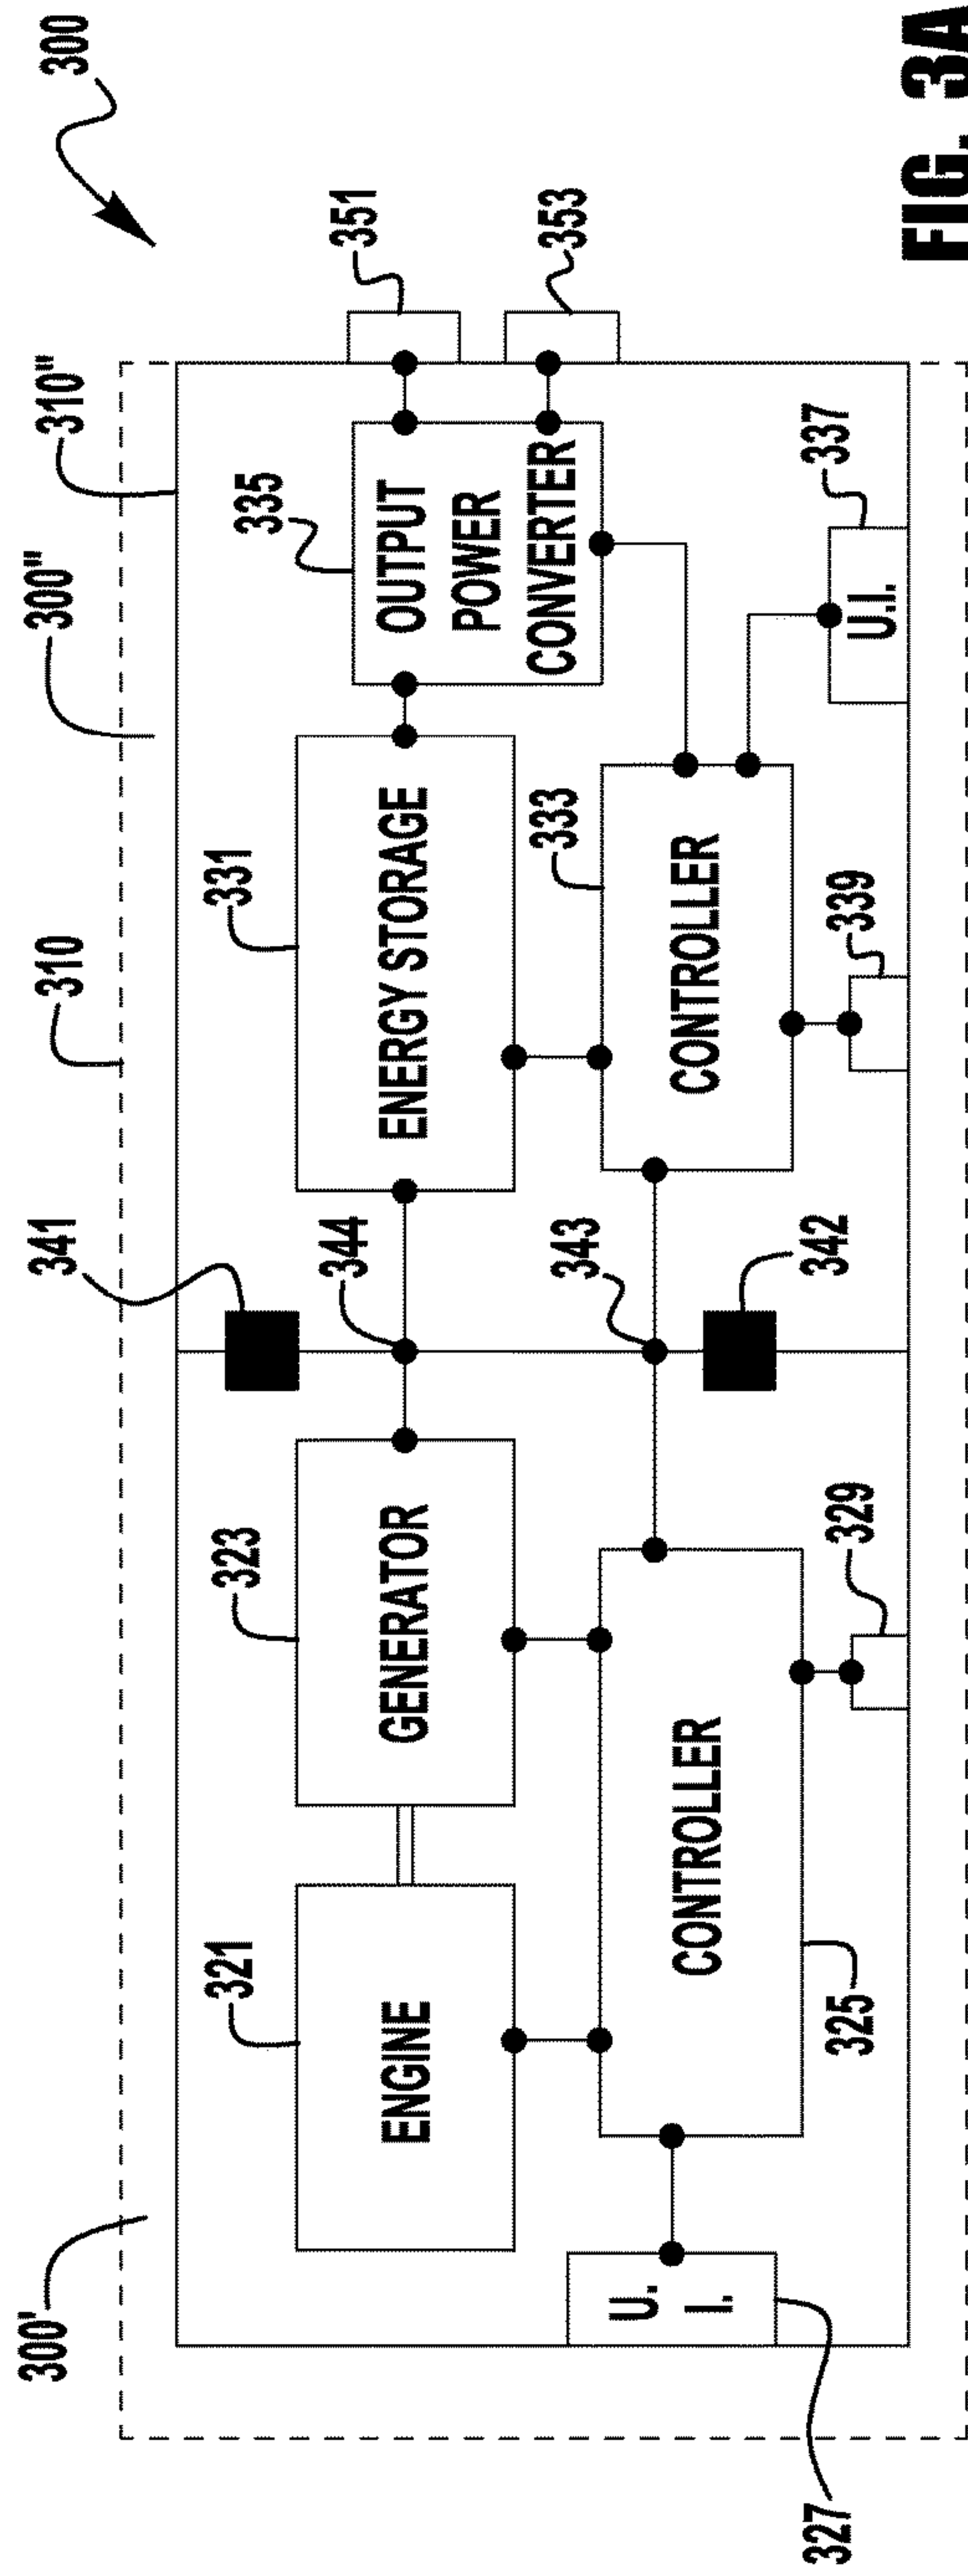 300
300'
310
300"
310"
341
331
335
351
321
323
344
353
ENGINE
GENERATOR
ENERGY STORAGE
OUTPUT
POWER
CONVERTER
343
333
U.
I.
CONTROLLER
CONTROLLER
U.I.
337
327
325
329
342
339
FIG. 3A